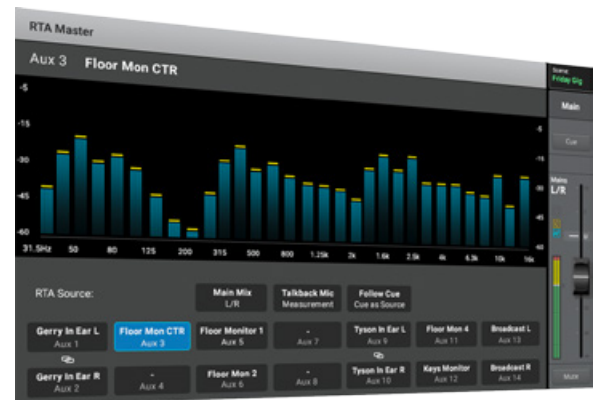 RTA Master
Aux 3 Floor Mon CTR
-5
-15
-30
-45
-60
-5
-15
-30
-45
-60
31.5Hz 50 80 125 200 315 500 800 1.25k 2k 1.6k 2.5k 4k 6.3k 10k 16k
RTA Source:
Main Mix
L/R
Talkback Mic
Measurement
Follow Cue
Cue as Source
Gerry In Ear L
Aux 1
Floor Mon CTR
Aux 3
Floor Monitor 1
Aux 5
-
Aux 7
Tyson In Ear L
Aux 9
Floor Mon 4
Aux 11
Broadcast L
Aux 13
Gerry In Ear R
Aux 2
-
Aux 4
Floor Mon 2
Aux 6
-
Aux 8
Tyson In Ear R
Aux 10
Keys Monitor
Aux 12
Broadcast R
Aux 14
Scene:
Friday Gig
Main
Cue
Mains
L/R
Mute